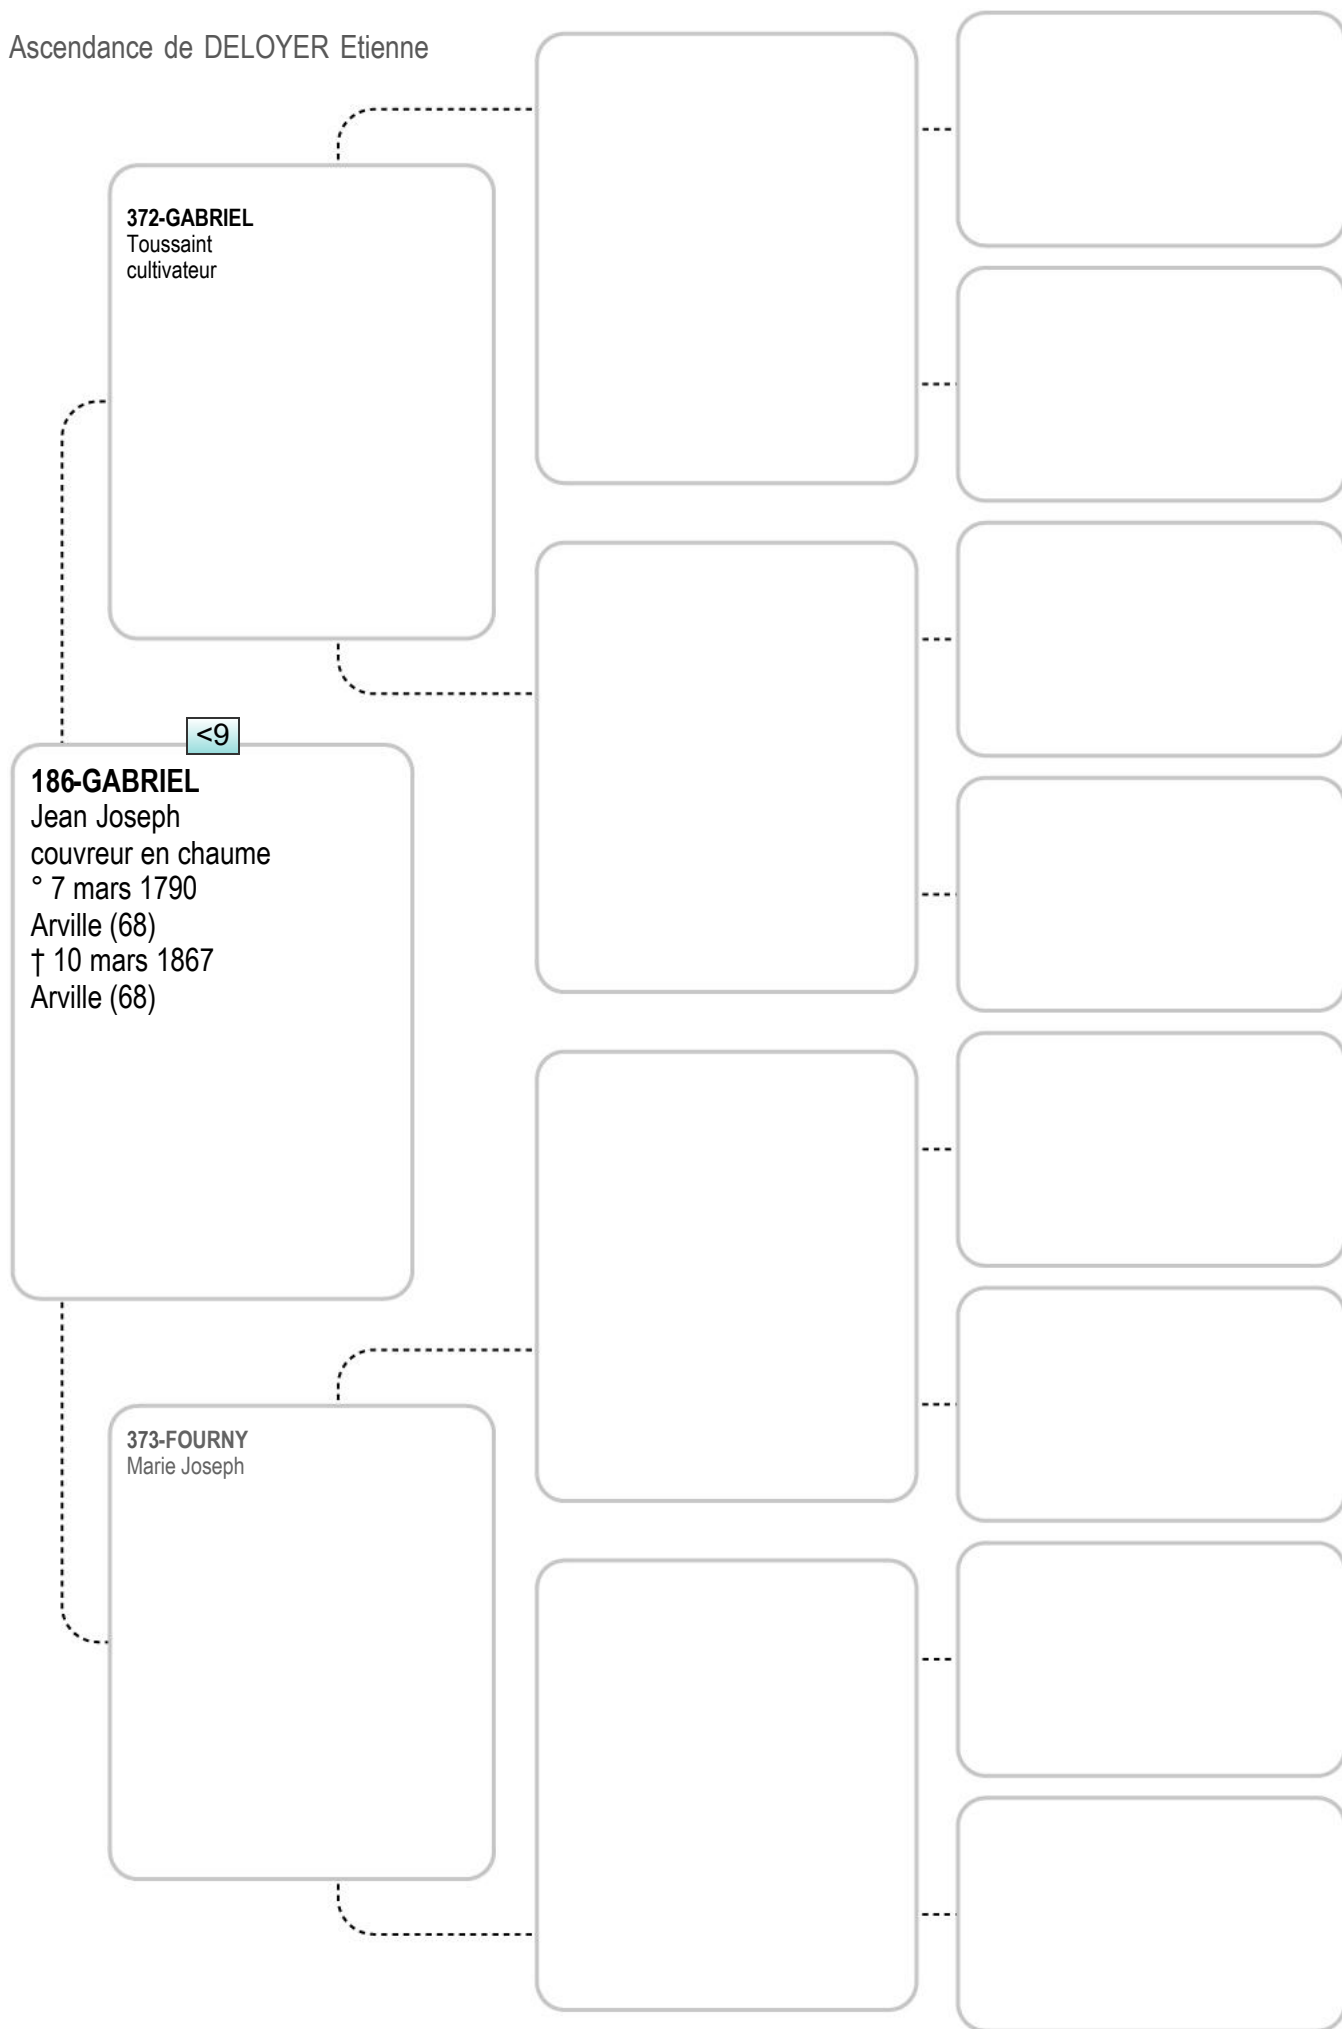 Ascendance de DELOYER Etienne
372-GABRIEL
Toussaint
cultivateur
<9
186-GABRIEL
Jean Joseph
couvreur en chaume
° 7 mars 1790
Arville (68)
† 10 mars 1867
Arville (68)
373-FOURNY
Marie Joseph